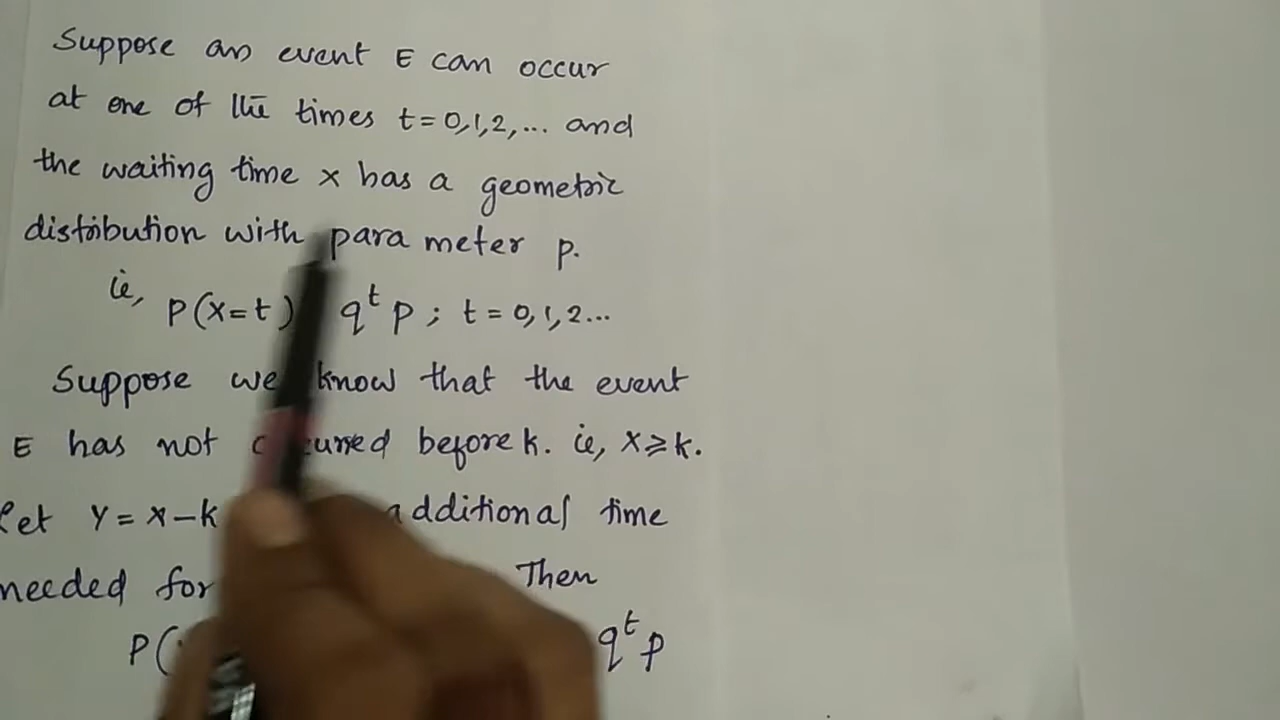 Suppose an event E can occur
at one of the times t = 0,1,2,... and
the waiting time x has a geometric
distribution with parameter p.
ie, P(x=t) q^t p ; t = 0,1,2...
Suppose we know that the event
E has not before k. ie, x ⩾ k.
Let Y = x - k additional time
needed for Then
P( q^t p